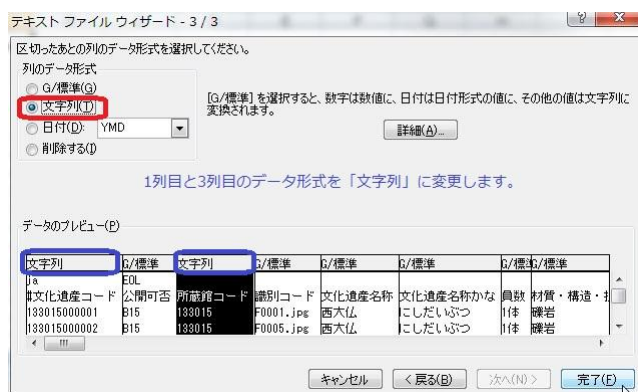 テキスト ファイル ウィザード - 3 / 3
区切ったあとの列のデータ形式を選択してください。
列のデータ形式
G/標準(G)
文字列(T)
日付(D): YMD
削除する(I)
[G/標準] を選択すると、数字は数値に、日付は日付形式の値に、その他の値は文字列に
変換されます。
詳細(A)...
1列目と3列目のデータ形式を「文字列」に変更します。
データのプレビュー(P)
文字列 G/標準 文字列 G/標準 G/標準 G/標準 G/標準 G/標準
ja EOL
#文化遺産コード 公開可否 所蔵館コード 識別コード 文化遺産名称 文化遺産名称かな 員数 材質・構造・
133015000001 B15 133015 F0001.jpg 西大仏 にしだいぶつ 1体 礫岩
133015000002 B15 133015 F0005.jpg 西大仏 にしだいぶつ 1体 礫岩
キャンセル < 戻る(B) 次へ(N) > 完了(F)